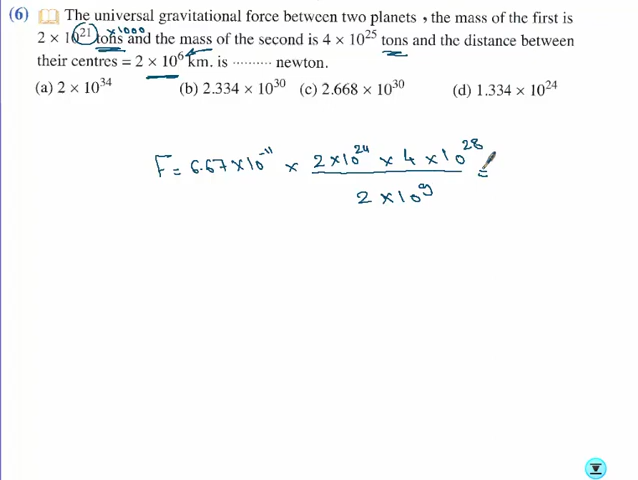 (6) The universal gravitational force between two planets , the mass of the first is
×1000
2 × 10²¹ tons and the mass of the second is 4 × 10²⁵ tons and the distance between
their centres = 2 × 10⁶ km. is ·········· newton.
(a) 2 × 10³⁴ (b) 2.334 × 10³⁰ (c) 2.668 × 10³⁰ (d) 1.334 × 10²⁴
F = 6.67 × 10⁻¹¹ × 2 × 10²⁴ × 4 × 10²⁸ =
2 × 10⁹